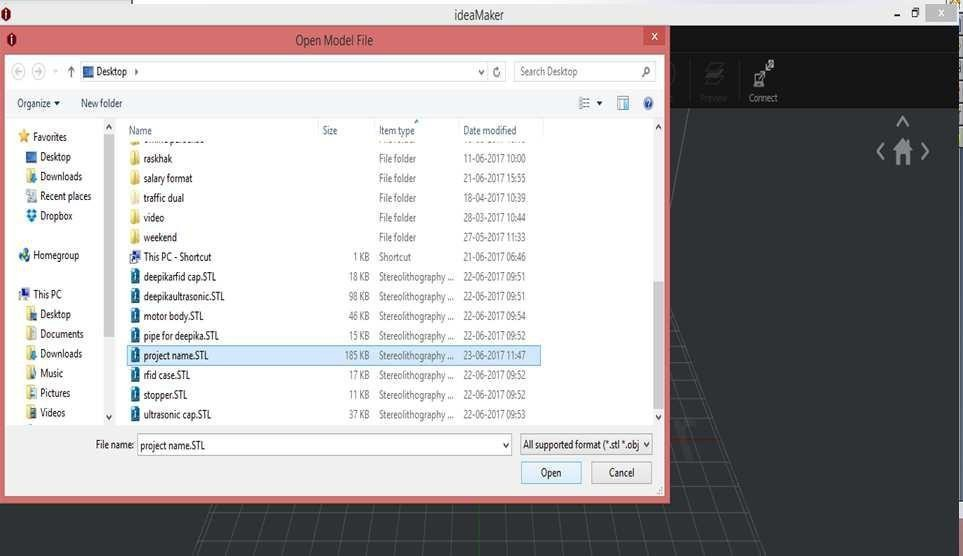 ideaMaker
Open Model File
Desktop
Search Desktop
Organize
New folder
Preview
Connect
Name Size Item type Date modified
Favorites
Desktop
Downloads
Recent places
Dropbox
Homegroup
This PC
Desktop
Documents
Downloads
Music
Pictures
Videos
raskhak File folder 11-06-2017 10:00
salary format File folder 21-06-2017 15:55
traffic dual File folder 18-04-2017 10:39
video File folder 28-03-2017 10:44
weekend File folder 27-05-2017 11:33
This PC - Shortcut 1 KB Shortcut 21-06-2017 06:46
deepikarfid cap.STL 18 KB Stereolithography ... 22-06-2017 09:51
deepikaultrasonic.STL 98 KB Stereolithography ... 22-06-2017 09:51
motor body.STL 46 KB Stereolithography ... 22-06-2017 09:54
pipe for deepika.STL 15 KB Stereolithography ... 22-06-2017 09:52
project name.STL 185 KB Stereolithography ... 23-06-2017 11:47
rfid case.STL 17 KB Stereolithography ... 22-06-2017 09:52
stopper.STL 11 KB Stereolithography ... 22-06-2017 09:52
ultrasonic cap.STL 37 KB Stereolithography ... 22-06-2017 09:53
File name: project name.STL All supported format (*.stl *.obj
Open Cancel